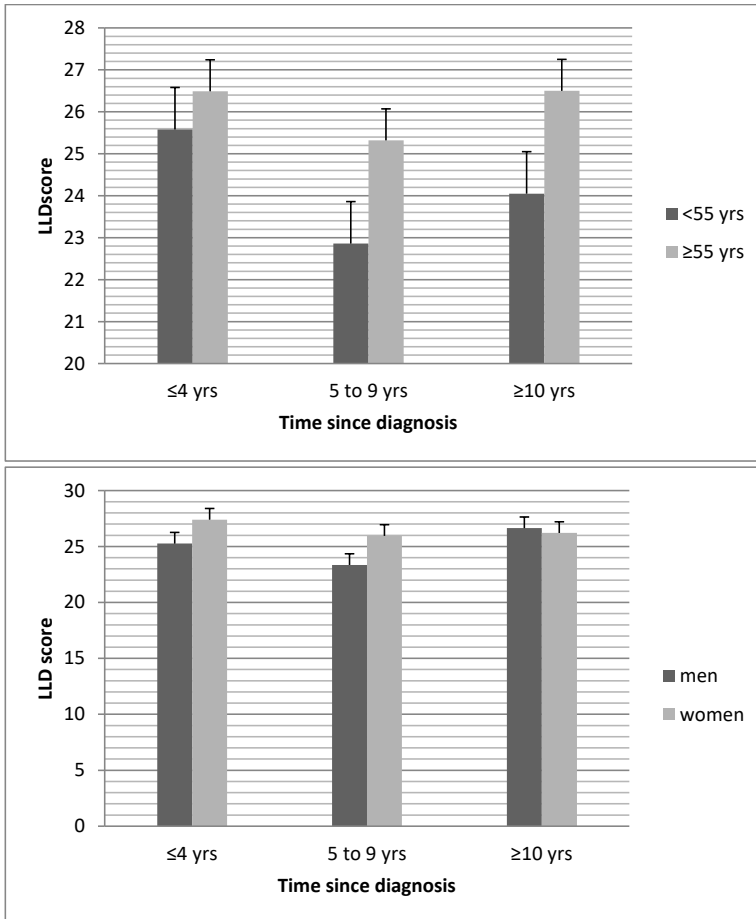 28
27
26
25
24
23
22
21
20
LLDscore
≤4 yrs
5 to 9 yrs
≥10 yrs
Time since diagnosis
<55 yrs
≥55 yrs
30
25
20
15
10
5
0
LLD score
≤4 yrs
5 to 9 yrs
≥10 yrs
Time since diagnosis
men
women